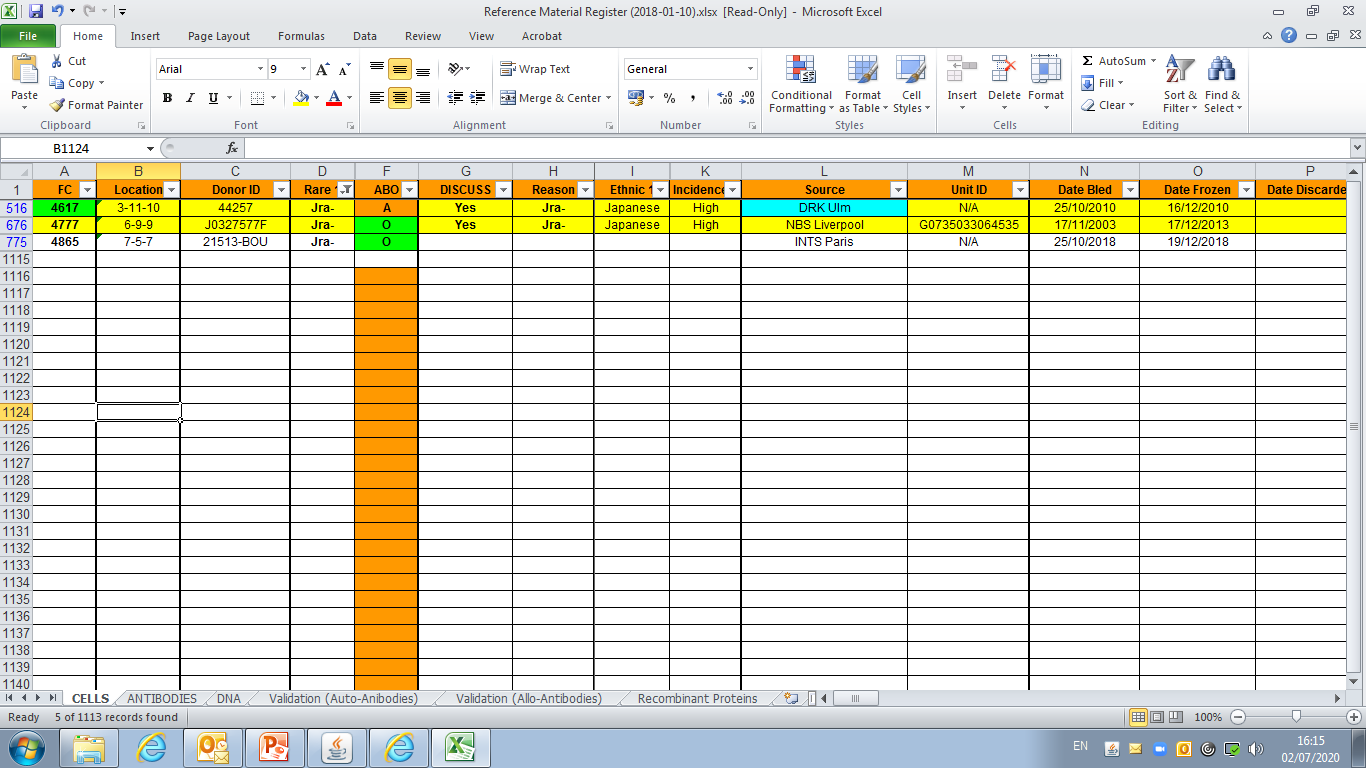 Reference Material Register (2018-01-10).xlsx [Read-Only] - Microsoft Excel
File Home Insert Page Layout Formulas Data Review View Acrobat
Paste Cut Copy Format Painter Clipboard
Arial 9 Font
Wrap Text Merge & Center Alignment
General Number
Conditional Formatting Format as Table Cell Styles Styles
Insert Delete Format Cells
AutoSum Fill Clear Sort & Filter Find & Select Editing
B1124 fx
A B C D F G H I K L M N O P
1 FC Location Donor ID Rare ABO DISCUSS Reason Ethnic Incidence Source Unit ID Date Bled Date Frozen Date Discarde
516 4617 3-11-10 44257 Jra- A Yes Jra- Japanese High DRK Ulm N/A 25/10/2010 16/12/2010
676 4777 6-9-9 J0327577F Jra- O Yes Jra- Japanese High NBS Liverpool G0735033064535 17/11/2003 17/12/2013
775 4865 7-5-7 21513-BOU Jra- O INTS Paris N/A 25/10/2018 19/12/2018
1115
1116
1117
1118
1119
1120
1121
1122
1123
1124
1125
1126
1127
1128
1129
1130
1131
1132
1133
1134
1135
1136
1137
1138
1139
1140
CELLS ANTIBODIES DNA Validation (Auto-Anibodies) Validation (Allo-Antibodies) Recombinant Proteins
Ready 5 of 1113 records found 100%
EN 16:15
02/07/2020